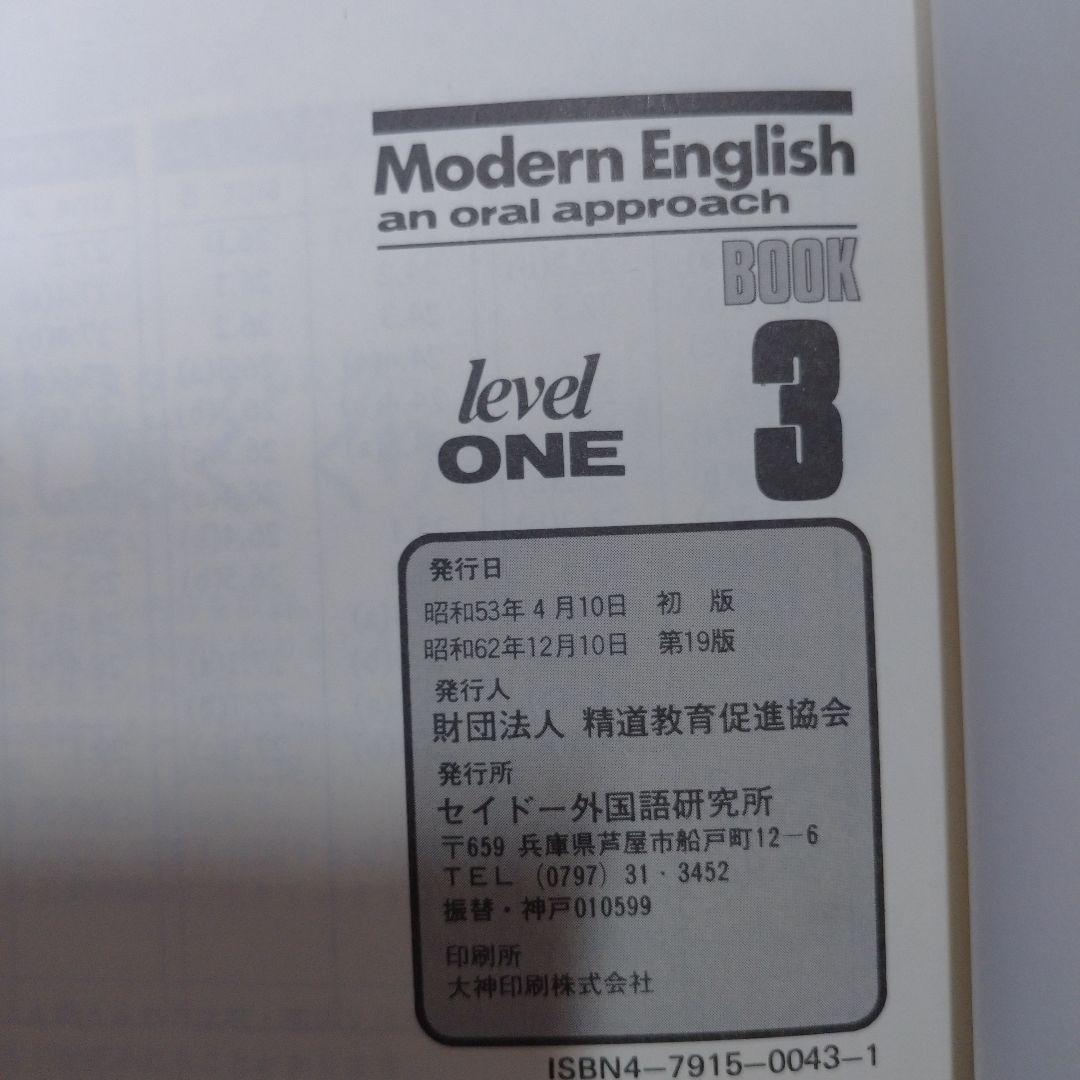 Modern English
an oral approach
BOOK
3
level
ONE
発行日
昭和53年4月10日 初 版
昭和62年12月10日 第19版
発行人
財団法人 精道教育促進協会
発行所
セイドー外国語研究所
〒659 兵庫県芦屋市船戸町12－6
TEL (0797) 31・3452
振替・神戸010599
印刷所
大神印刷株式会社
ISBN4－7915－0043－1